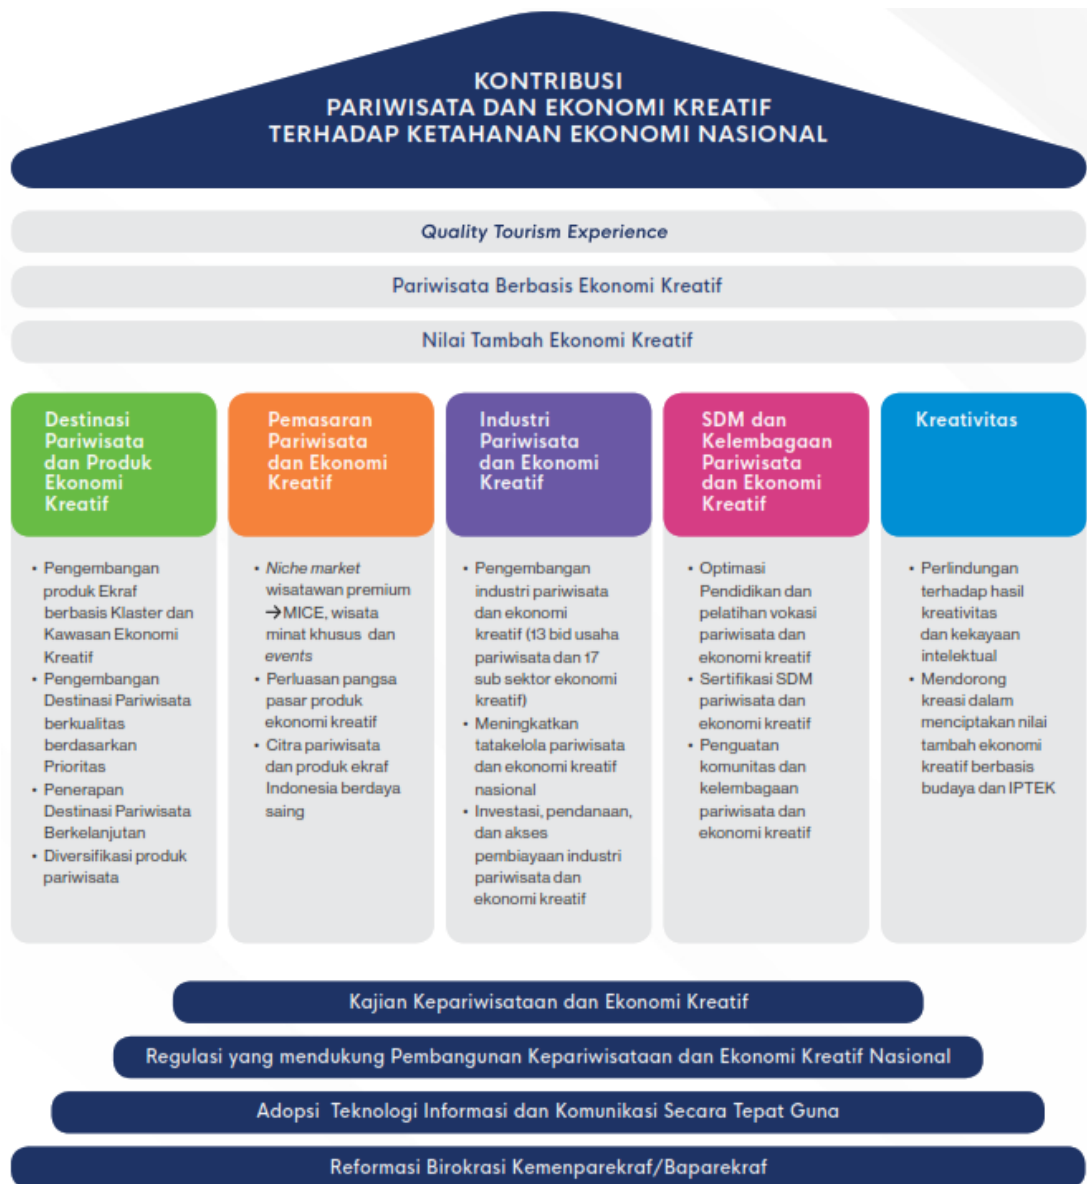 KONTRIBUSI
PARIWISATA DAN EKONOMI KREATIF
TERHADAP KETAHANAN EKONOMI NASIONAL
Quality Tourism Experience
Pariwisata Berbasis Ekonomi Kreatif
Nilai Tambah Ekonomi Kreatif
Destinasi
Pariwisata
dan Produk
Ekonomi
Kreatif
• Pengembangan
produk Ekraf
berbasis Klaster dan
Kawasan Ekonomi
Kreatif
• Pengembangan
Destinasi Pariwisata
berkualitas
berdasarkan
Prioritas
• Penerapan
Destinasi Pariwisata
Berkelanjutan
• Diversifikasi produk
pariwisata
Pemasaran
Pariwisata
dan Ekonomi
Kreatif
• Niche market
wisatawan premium
→MICE, wisata
minat khusus dan
events
• Perluasan pangsa
pasar produk
ekonomi kreatif
• Citra pariwisata
dan produk ekraf
Indonesia berdaya
saing
Industri
Pariwisata
dan Ekonomi
Kreatif
• Pengembangan
industri pariwisata
dan ekonomi
kreatif (13 bid usaha
pariwisata dan 17
sub sektor ekonomi
kreatif)
• Meningkatkan
tatakelola pariwisata
dan ekonomi kreatif
nasional
• Investasi, pendanaan,
dan akses
pembiayaan industri
pariwisata dan
ekonomi kreatif
SDM dan
Kelembagaan
Pariwisata
dan Ekonomi
Kreatif
• Optimasi
Pendidikan dan
pelatihan vokasi
pariwisata dan
ekonomi kreatif
• Sertifikasi SDM
pariwisata dan
ekonomi kreatif
• Penguatan
komunitas dan
kelembagaan
pariwisata dan
ekonomi kreatif
Kreativitas
• Perlindungan
terhadap hasil
kreativitas
dan kekayaan
intelektual
• Mendorong
kreasi dalam
menciptakan nilai
tambah ekonomi
kreatif berbasis
budaya dan IPTEK
Kajian Kepariwisataan dan Ekonomi Kreatif
Regulasi yang mendukung Pembangunan Kepariwisataan dan Ekonomi Kreatif Nasional
Adopsi Teknologi Informasi dan Komunikasi Secara Tepat Guna
Reformasi Birokrasi Kemenparekraf/Baparekraf